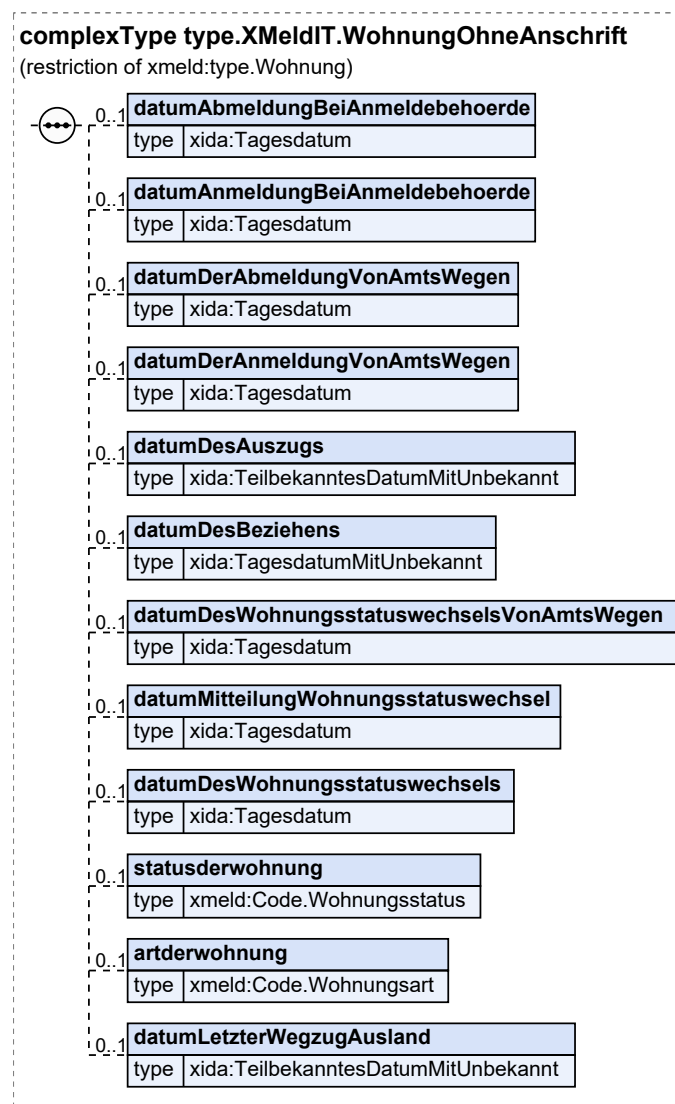 complexType type.XMeldIT.WohnungOhneAnschrift
(restriction of xmeld:type.Wohnung)
0..1 datumAbmeldungBeiAnmeldebehoerde
type xida:Tagesdatum
0..1 datumAnmeldungBeiAnmeldebehoerde
type xida:Tagesdatum
0..1 datumDerAbmeldungVonAmtsWegen
type xida:Tagesdatum
0..1 datumDerAnmeldungVonAmtsWegen
type xida:Tagesdatum
0..1 datumDesAuszugs
type xida:TeilbekanntesDatumMitUnbekannt
0..1 datumDesBeziehens
type xida:TagesdatumMitUnbekannt
0..1 datumDesWohnungsstatuswechselsVonAmtsWegen
type xida:Tagesdatum
0..1 datumMitteilungWohnungsstatuswechsel
type xida:Tagesdatum
0..1 datumDesWohnungsstatuswechsels
type xida:Tagesdatum
0..1 statusderwohnung
type xmeld:Code.Wohnungsstatus
0..1 artderwohnung
type xmeld:Code.Wohnungsart
0..1 datumLetzterWegzugAusland
type xida:TeilbekanntesDatumMitUnbekannt